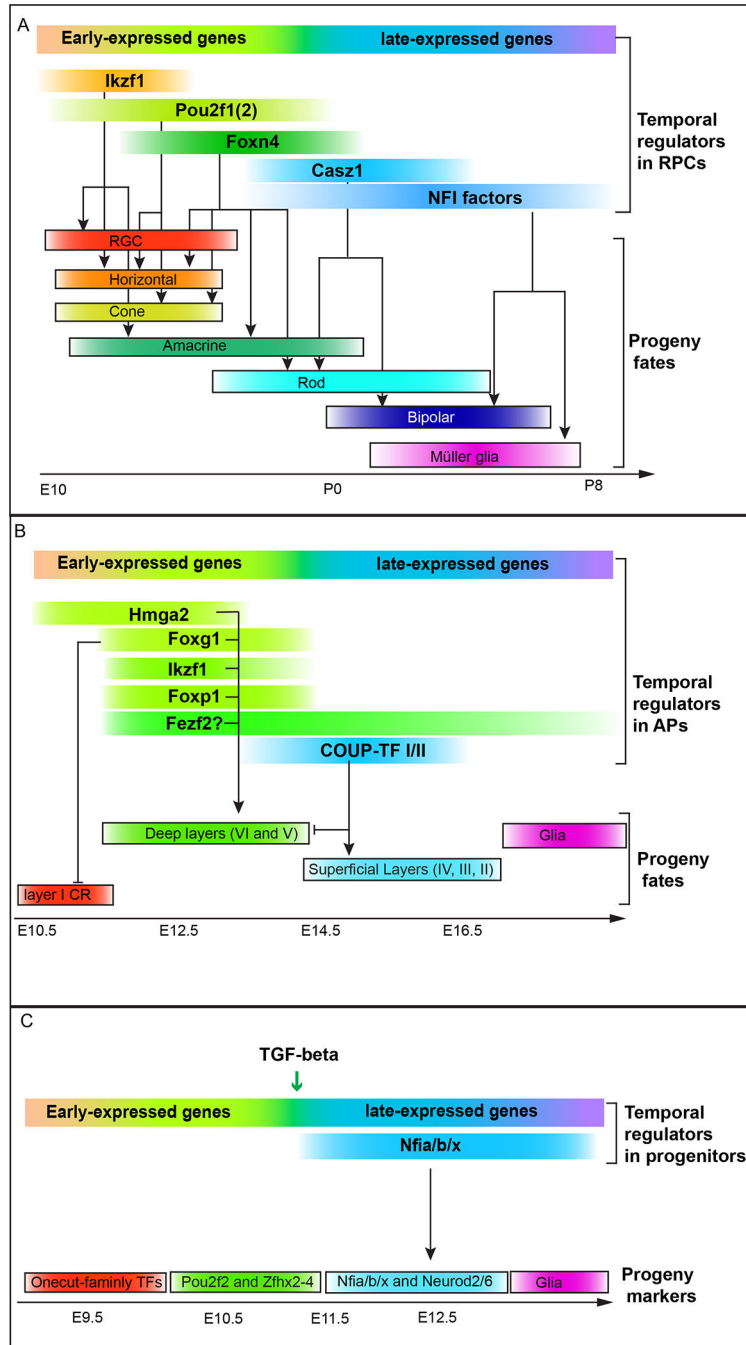 A
Early-expressed genes
late-expressed genes
Ikzf1
Pou2f1(2)
Foxn4
Casz1
NFI factors
Temporal
regulators
in RPCs
RGC
Horizontal
Cone
Amacrine
Rod
Bipolar
Müller glia
Progeny
fates
E10
P0
P8
B
Early-expressed genes
late-expressed genes
Hmga2
Foxg1
Ikzf1
Foxp1
Fezf2?
COUP-TF I/II
Temporal
regulators
in APs
Deep layers (VI and V)
Glia
Superficial Layers (IV, III, II)
layer I CR
Progeny
fates
E10.5
E12.5
E14.5
E16.5
C
TGF-beta
Early-expressed genes
late-expressed genes
Nfia/b/x
Temporal
regulators
in progenitors
Onecut-faminly TFs
Pou2f2 and Zfhx2-4
Nfia/b/x and Neurod2/6
Glia
Progeny
markers
E9.5
E10.5
E11.5
E12.5